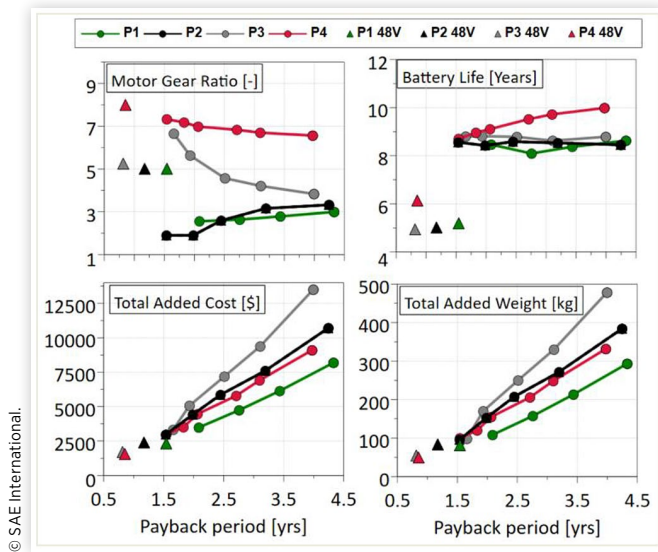 P1 P2 P3 P4 P1 48V P2 48V P3 48V P4 48V
Motor Gear Ratio [-]
9
7
5
3
1
Battery Life [Years]
12
10
8
6
4
Total Added Cost [$]
12500
10000
7500
5000
2500
0
0.5 1.5 2.5 3.5 4.5
Payback period [yrs]
Total Added Weight [kg]
500
400
300
200
100
0
0.5 1.5 2.5 3.5 4.5
Payback period [yrs]
© SAE International.